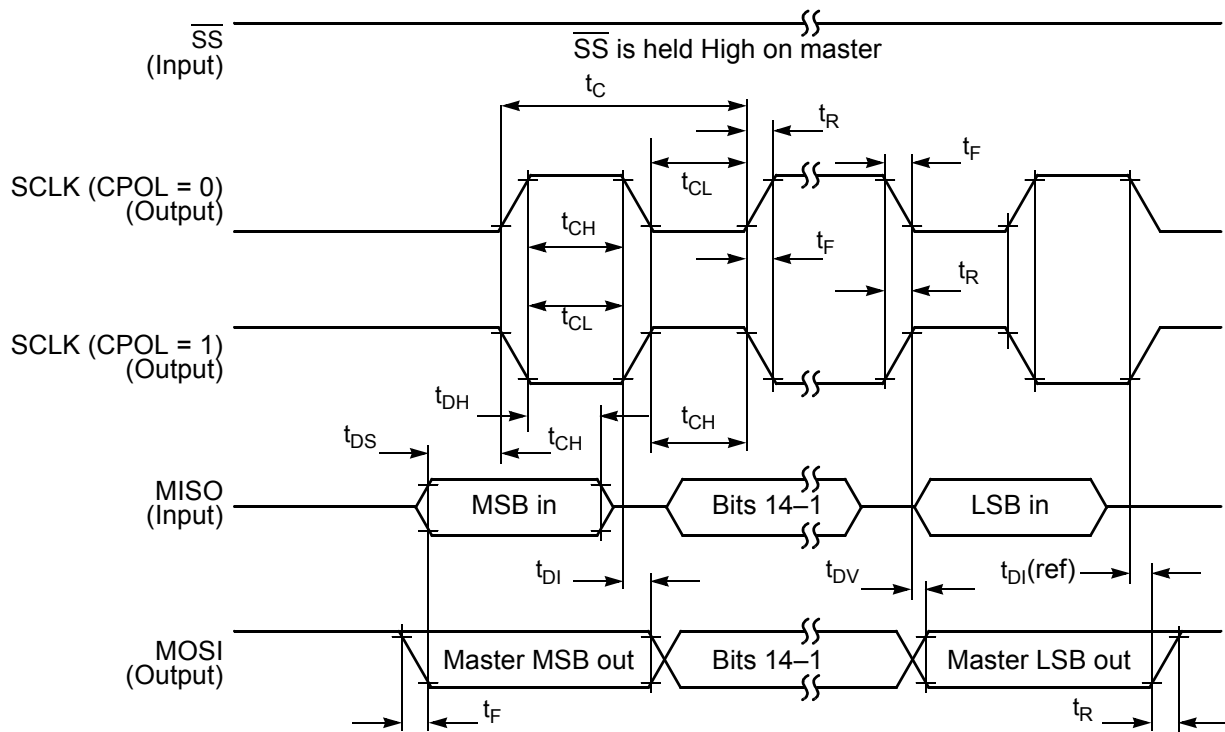 SS
(Input)
SS is held High on master
tC
tR
tF
SCLK (CPOL = 0)
(Output)
tCL
tCH
tF
tR
tCL
SCLK (CPOL = 1)
(Output)
tDH
tCH
tCH
tDS
MISO
(Input)
MSB in
Bits 14–1
LSB in
tDI
tDV
tDI(ref)
MOSI
(Output)
Master MSB out
Bits 14–1
Master LSB out
tF
tR